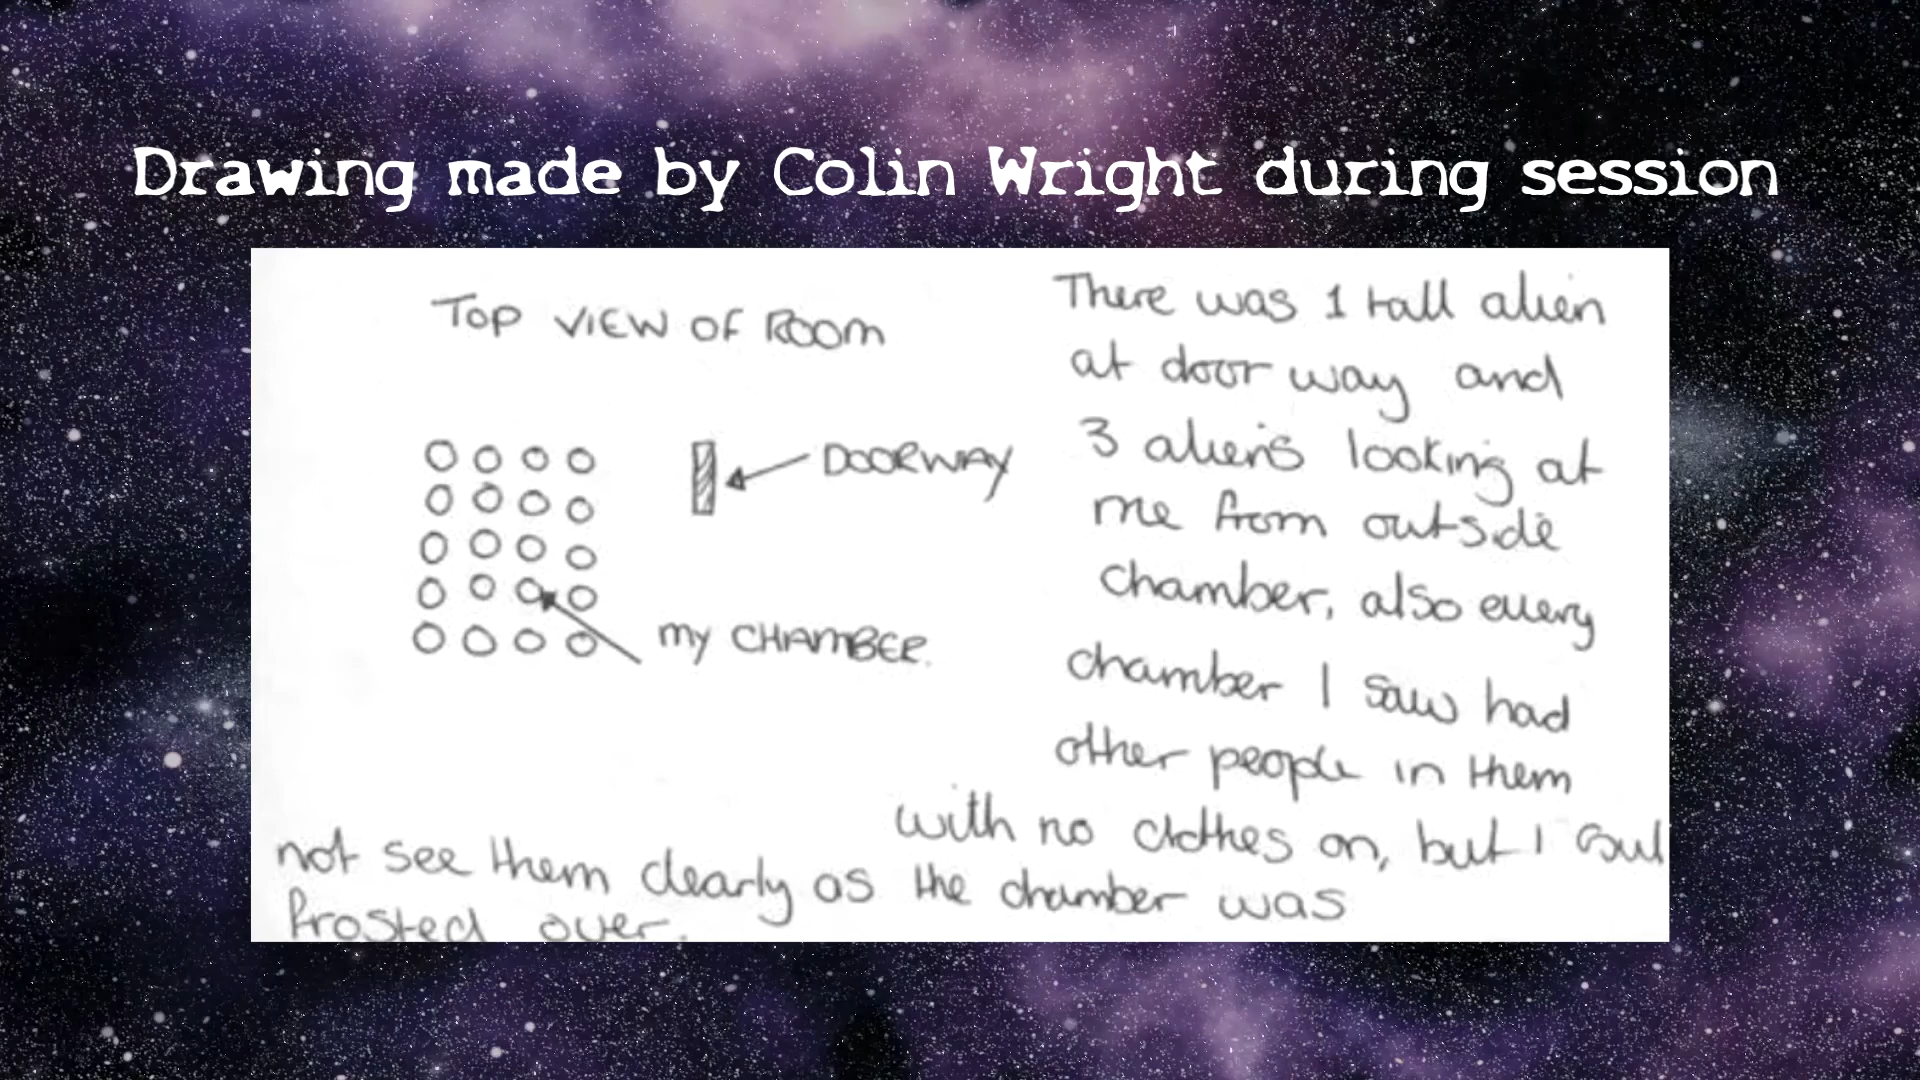 Drawing made by Colin Wright during session
TOP VIEW OF ROOM
DOORWAY
my CHAMBER.
There was 1 tall alien
at door way and
3 aliens looking at
me from outside
chamber, also every
chamber I saw had
other people in them
with no clothes on, but I coul
not see them clearly as the chamber was
frosted over.